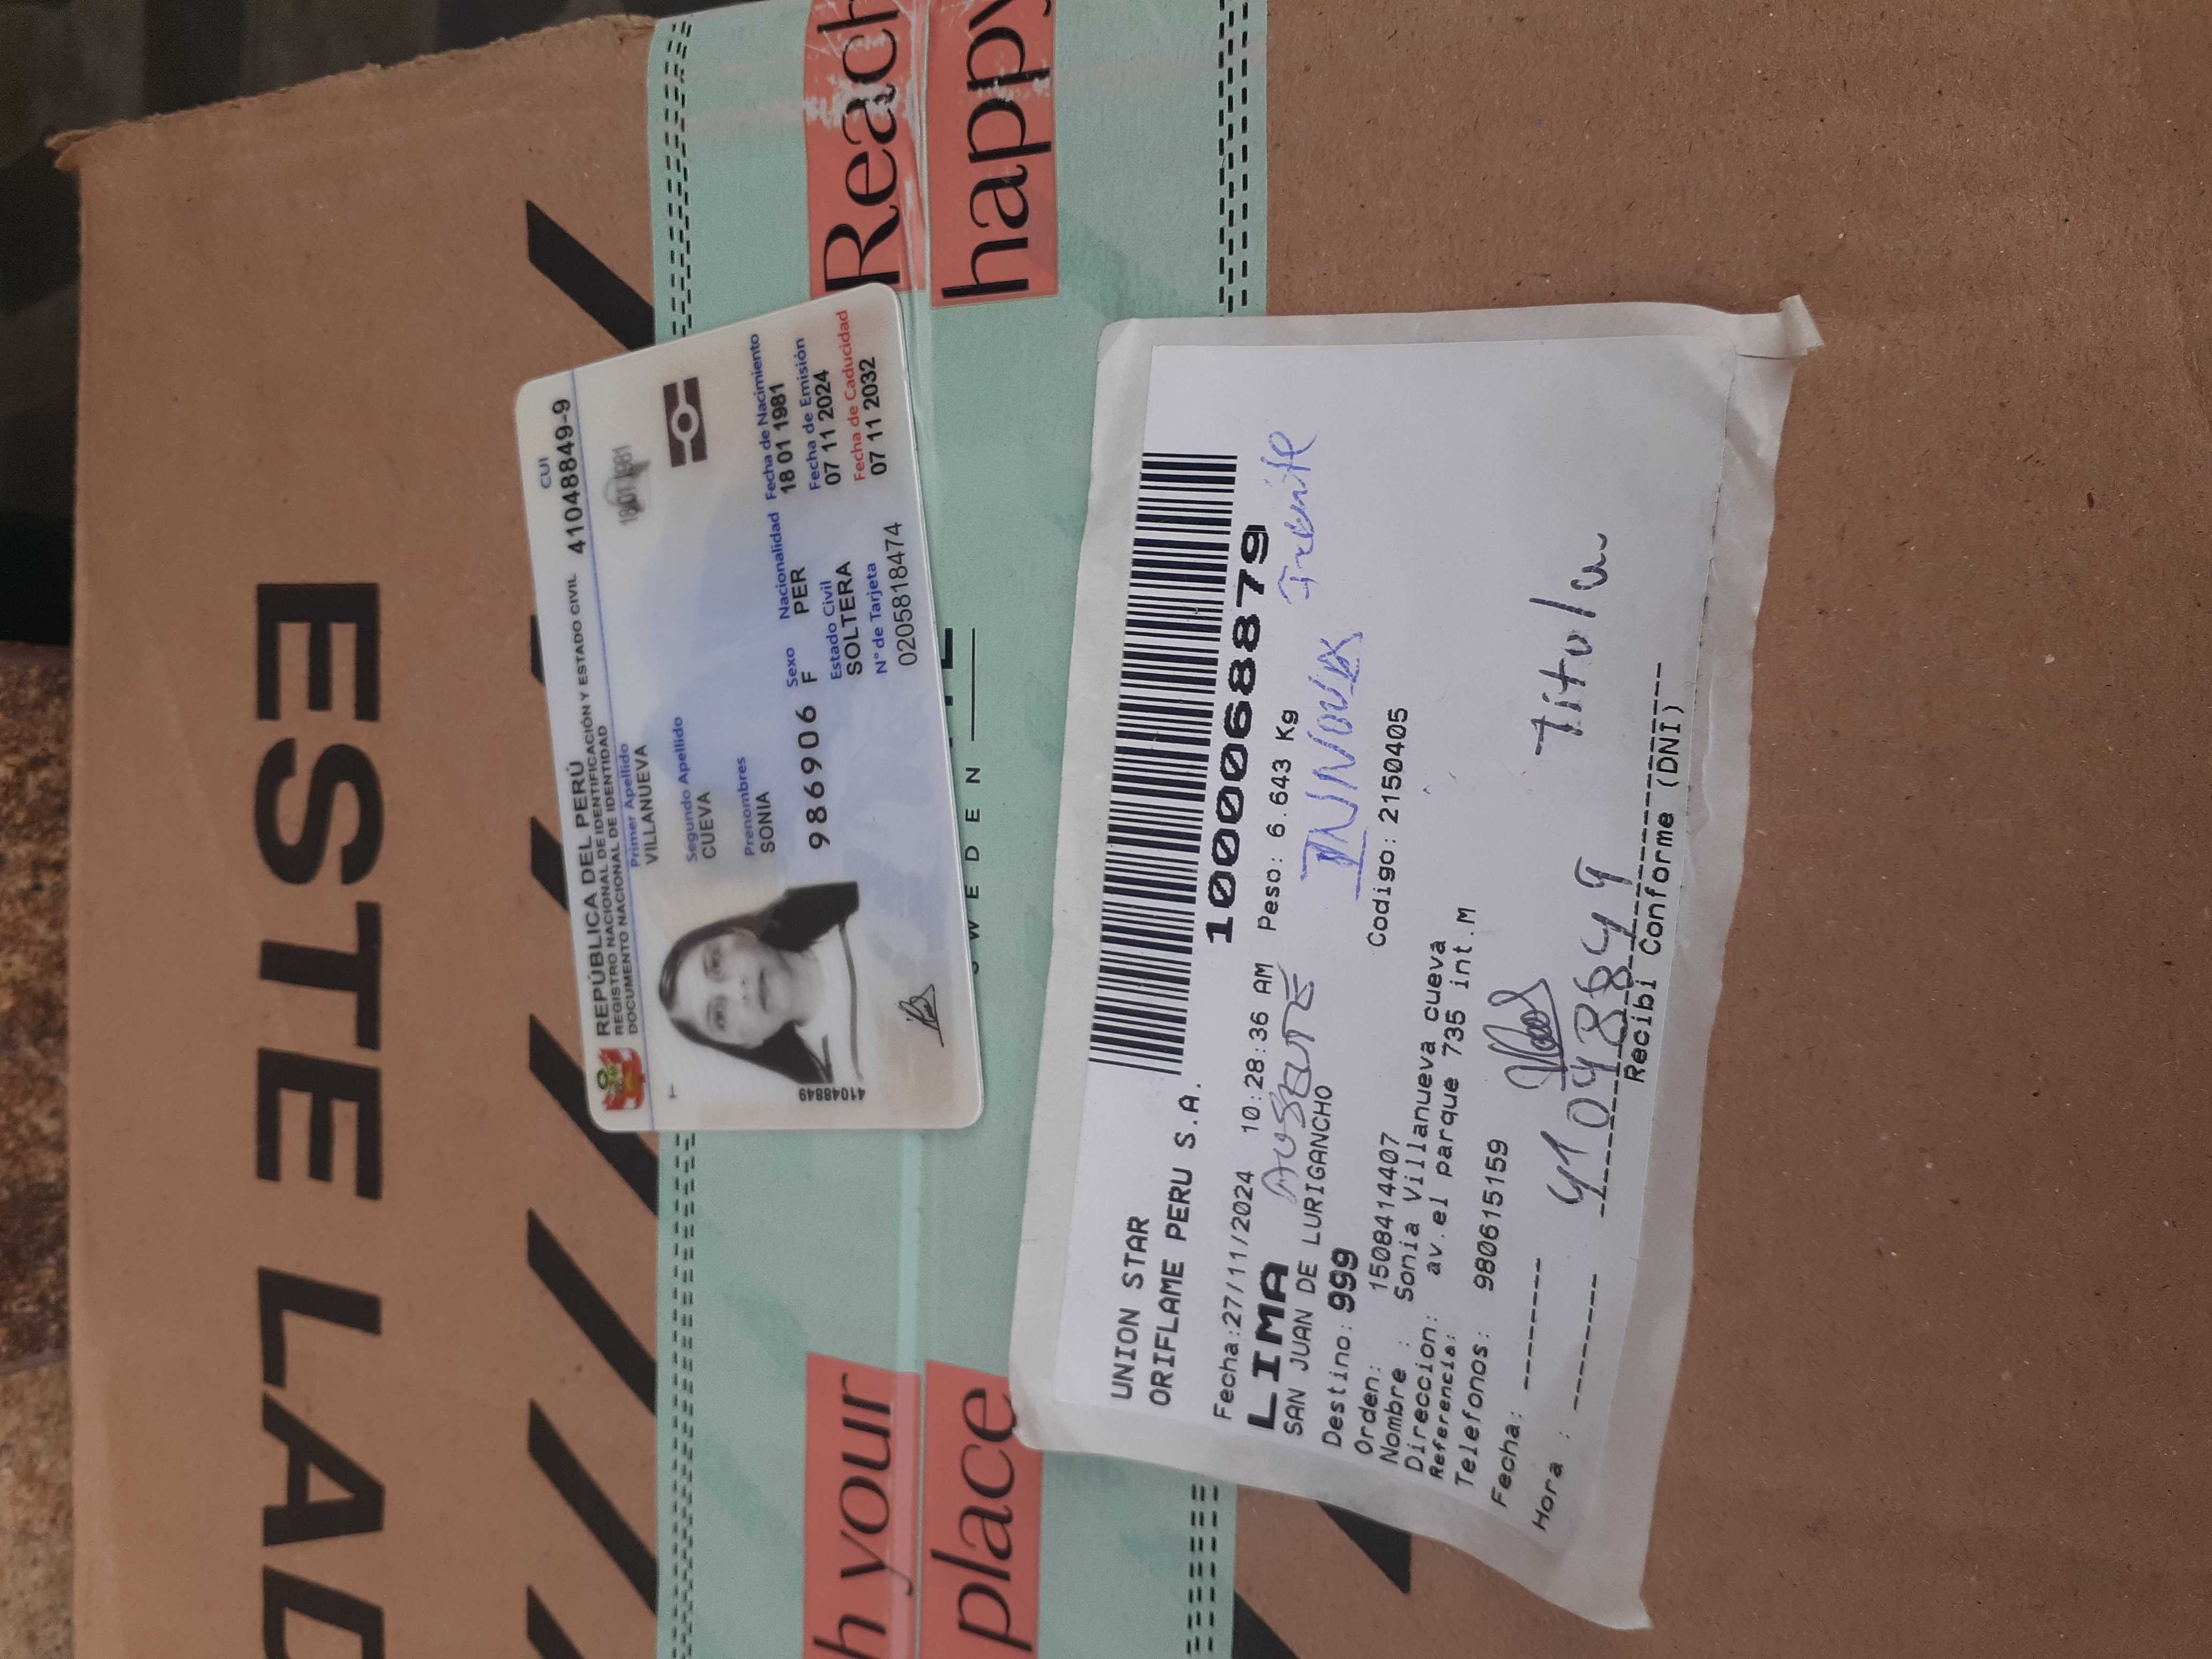 ESTE LAD
Reach
happy
h your
place
SWEDEN
REPÚBLICA DEL PERÚ
REGISTRO NACIONAL DE IDENTIFICACIÓN Y ESTADO CIVIL
DOCUMENTO NACIONAL DE IDENTIDAD
CUI
41048849-9
Primer Apellido
VILLANUEVA
Segundo Apellido
CUEVA
Prenombres
SONIA
986906
Sexo
F
Nacionalidad
PER
Fecha de Nacimiento
18 01 1981
Estado Civil
SOLTERA
Fecha de Emisión
07 11 2024
N° de Tarjeta
0205818474
Fecha de Caducidad
07 11 2032
41048849
UNION STAR
ORIFLAME PERU S.A.
10000688879
Fecha:27/11/2024 10:28:36 AM Peso: 6.643 Kg
LIMA
AUSENTE
SAN JUAN DE LURIGANCHO
INNOVA
Destino: 999
Orden: 1508414407 Codigo: 2150405
Nombre : Sonia Villanueva cueva
Direccion: av.el parque 735 int.M
Referencia:
Telefonos: 980615159
Fecha: -------
Hora : -------
41048849
Titular
Recibi Conforme (DNI)